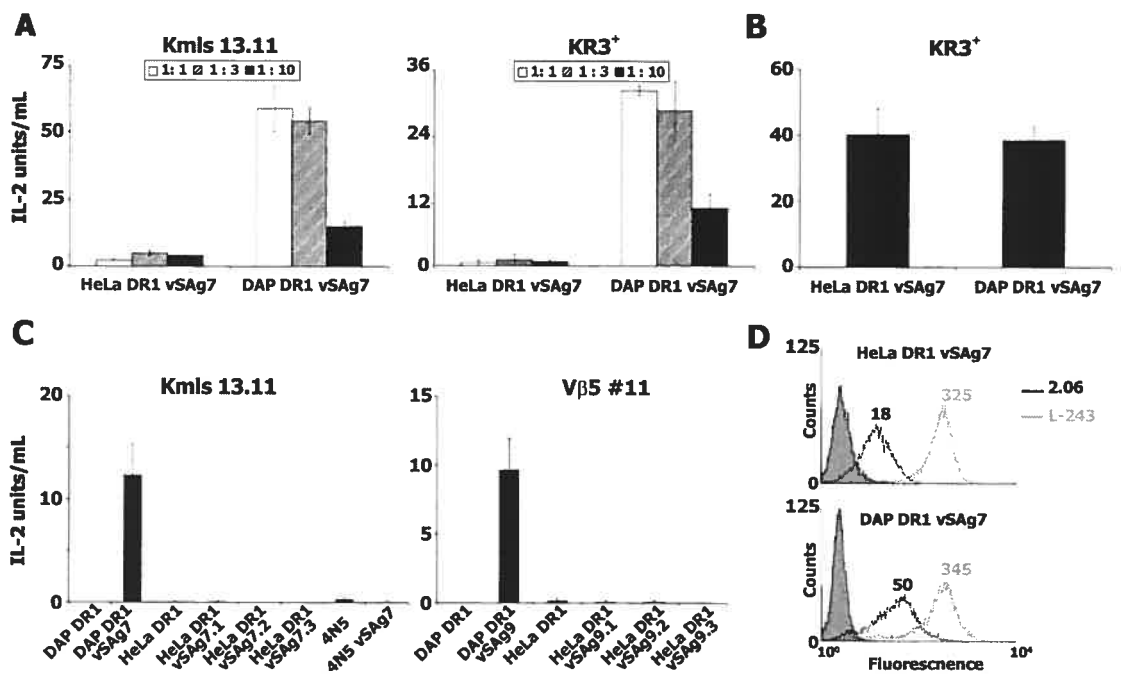 A
Kmls 13.11
1:1 1:3 1:10
IL-2 units/mL
75
50
25
0
HeLa DR1 vSAg7
DAP DR1 vSAg7
KR3+
1:1 1:3 1:10
36
24
12
0
HeLa DR1 vSAg7
DAP DR1 vSAg7
B
KR3+
60
40
20
0
HeLa DR1 vSAg7
DAP DR1 vSAg7
C
Kmls 13.11
IL-2 units/mL
20
10
0
DAP DR1
DAP DR1 vSAg7
HeLa DR1
HeLa DR1 vSAg7.1
HeLa DR1 vSAg7.2
HeLa DR1 vSAg7.3
4N5
4N5 vSAg7
Vβ5 #11
15
10
5
0
DAP DR1
DAP DR1 vSAg9
HeLa DR1
HeLa DR1 vSAg9.1
HeLa DR1 vSAg9.2
HeLa DR1 vSAg9.3
D
125
HeLa DR1 vSAg7
Counts
18
325
2.06
L-243
0
125
DAP DR1 vSAg7
Counts
50
345
0
10⁰
10⁴
Fluorescnence